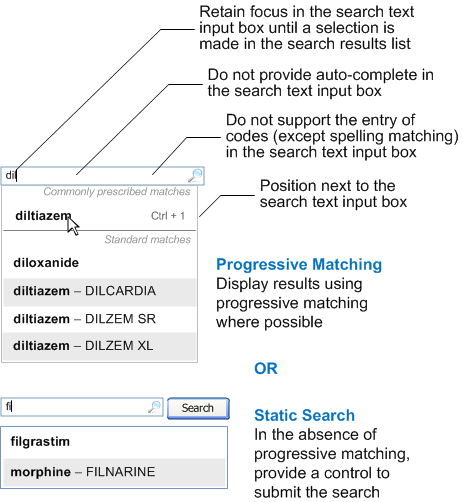 Retain focus in the search text
input box until a selection is
made in the search results list
Do not provide auto-complete in
the search text input box
Do not support the entry of
codes (except spelling matching)
in the search text input box
dil
Position next to the
search text input box
Commonly prescribed matches
diltiazem Ctrl + 1
Standard matches
diloxanide
diltiazem – DILCARDIA
diltiazem – DILZEM SR
diltiazem – DILZEM XL
Progressive Matching
Display results using
progressive matching
where possible
OR
fil
Search
filgrastim
morphine – FILNARINE
Static Search
In the absence of
progressive matching,
provide a control to
submit the search